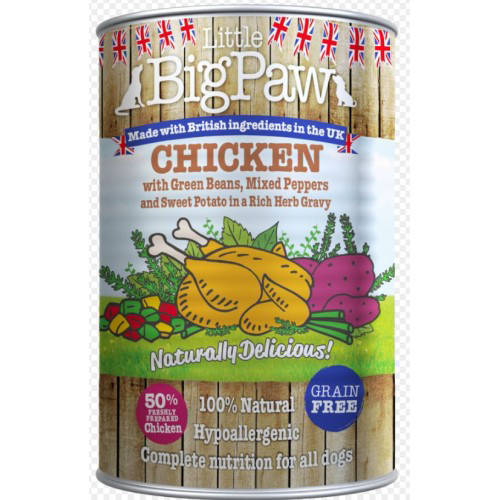 Little
BigPaw
Made with British ingredients in the UK
CHICKEN
with Green Beans, Mixed Peppers
and Sweet Potato in a Rich Herb Gravy
Naturally Delicious!
50%
FRESHLY
PREPARED
Chicken
100% Natural
Hypoallergenic
Complete nutrition for all dogs
GRAIN
FREE